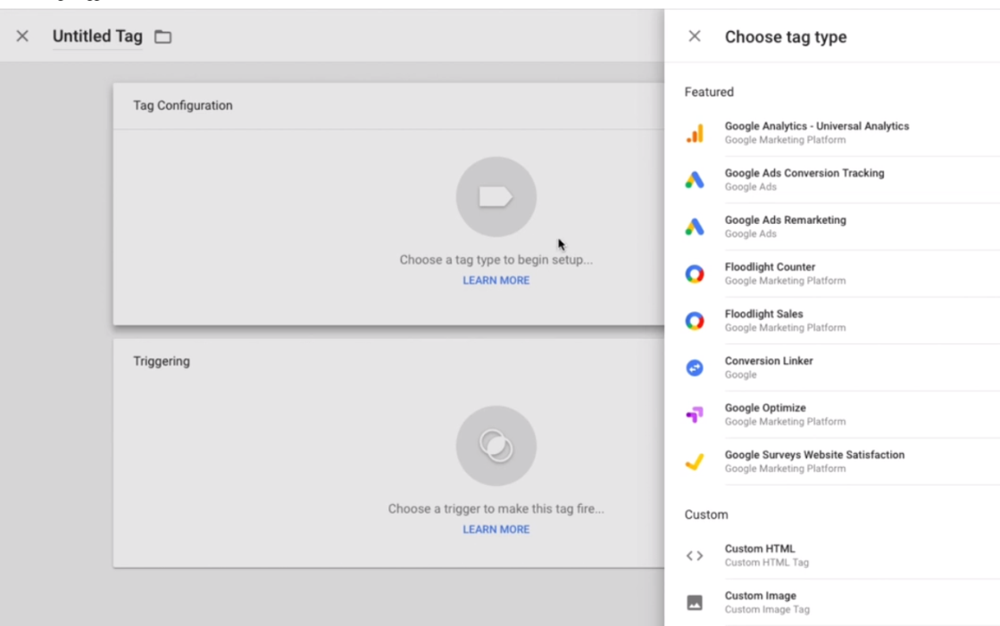 Untitled Tag
Tag Configuration
Choose a tag type to begin setup...
LEARN MORE
Triggering
Choose a trigger to make this tag fire...
LEARN MORE
Choose tag type
Featured
Google Analytics - Universal Analytics
Google Marketing Platform
Google Ads Conversion Tracking
Google Ads
Google Ads Remarketing
Google Ads
Floodlight Counter
Google Marketing Platform
Floodlight Sales
Google Marketing Platform
Conversion Linker
Google
Google Optimize
Google Marketing Platform
Google Surveys Website Satisfaction
Google Marketing Platform
Custom
Custom HTML
Custom HTML Tag
Custom Image
Custom Image Tag